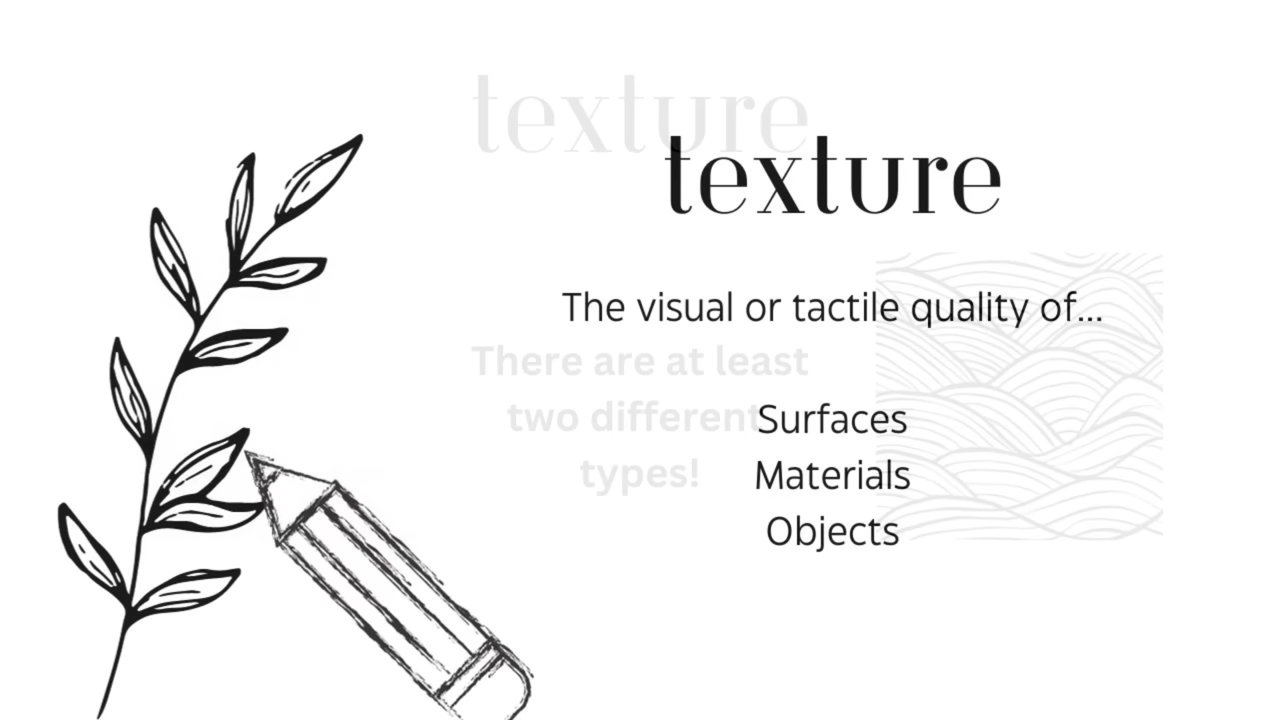 texture
texture
The visual or tactile quality of...
There are at least
two different
types!
Surfaces
Materials
Objects